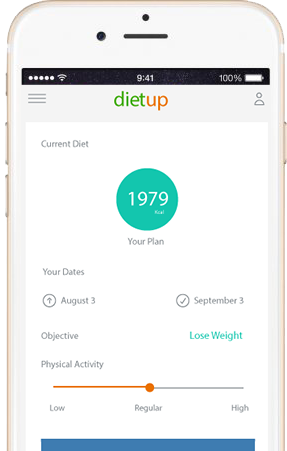 9:41
100%
dietup
Current Diet
1979
kcal
Your Plan
Your Dates
August 3
September 3
Objective
Lose Weight
Physical Activity
Low
Regular
High